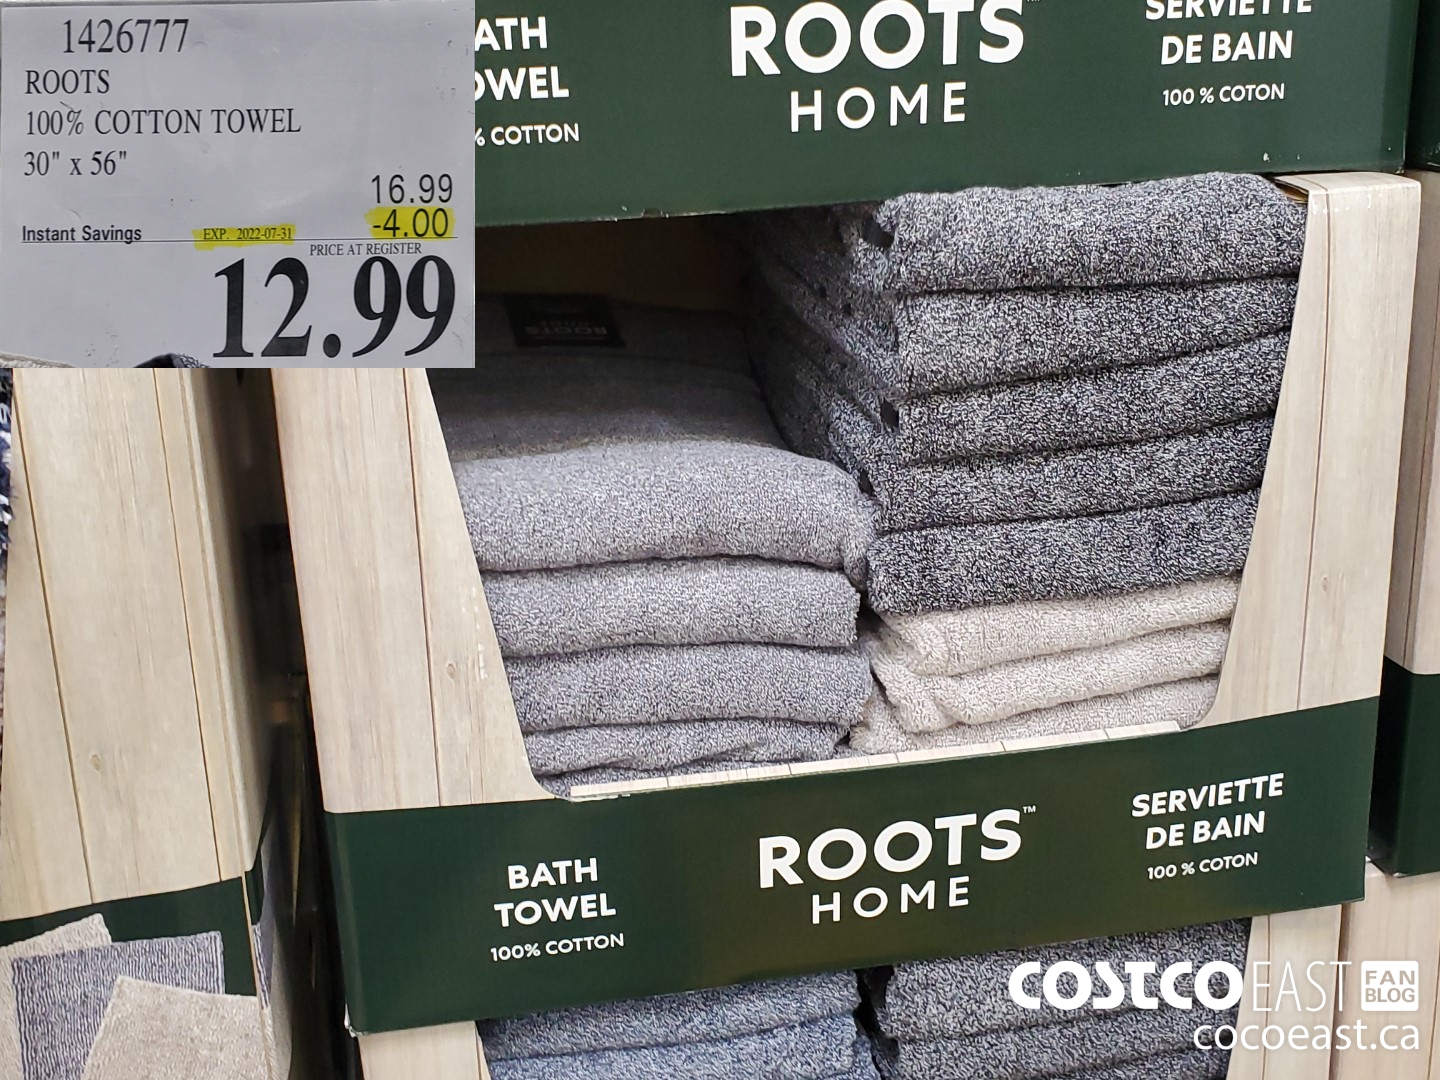 1426777
ROOTS
100% COTTON TOWEL
30" x 56"
16.99
Instant Savings EXP. 2022-07-31 -4.00
PRICE AT REGISTER
12.99
ATH
OWEL
% COTTON
ROOTS
HOME
SERVIETTE
DE BAIN
100 % COTON
ROOTS
BATH
TOWEL
100% COTTON
ROOTS™
HOME
SERVIETTE
DE BAIN
100 % COTON
COSTCO EAST FAN BLOG
cocoeast.ca